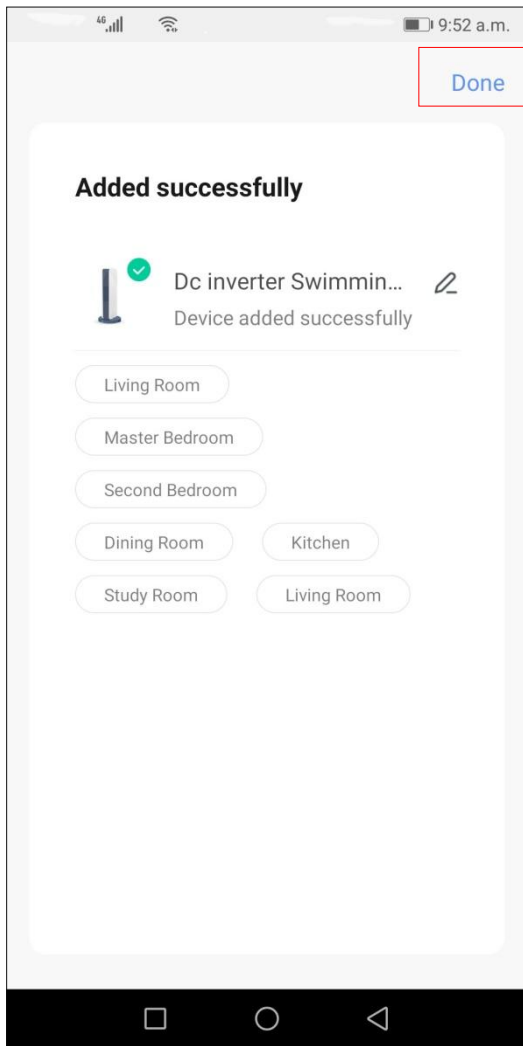 4G 9:52 a.m.
Done
Added successfully
Dc inverter Swimmin...
Device added successfully
Living Room
Master Bedroom
Second Bedroom
Dining Room Kitchen
Study Room Living Room